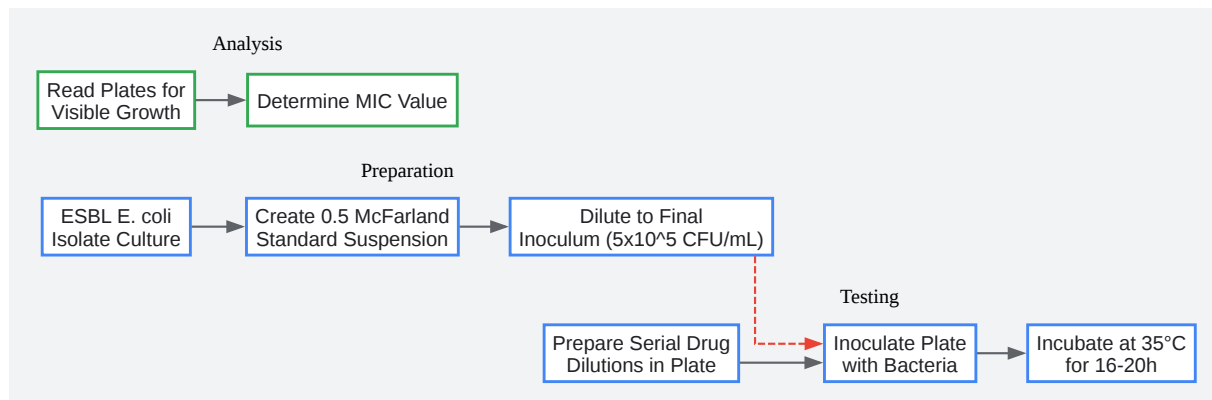 Analysis
Read Plates for
Visible Growth
Determine MIC Value
Preparation
ESBL E. coli
Isolate Culture
Create 0.5 McFarland
Standard Suspension
Dilute to Final
Inoculum (5x10^5 CFU/mL)
Testing
Prepare Serial Drug
Dilutions in Plate
Inoculate Plate
with Bacteria
Incubate at 35°C
for 16-20h